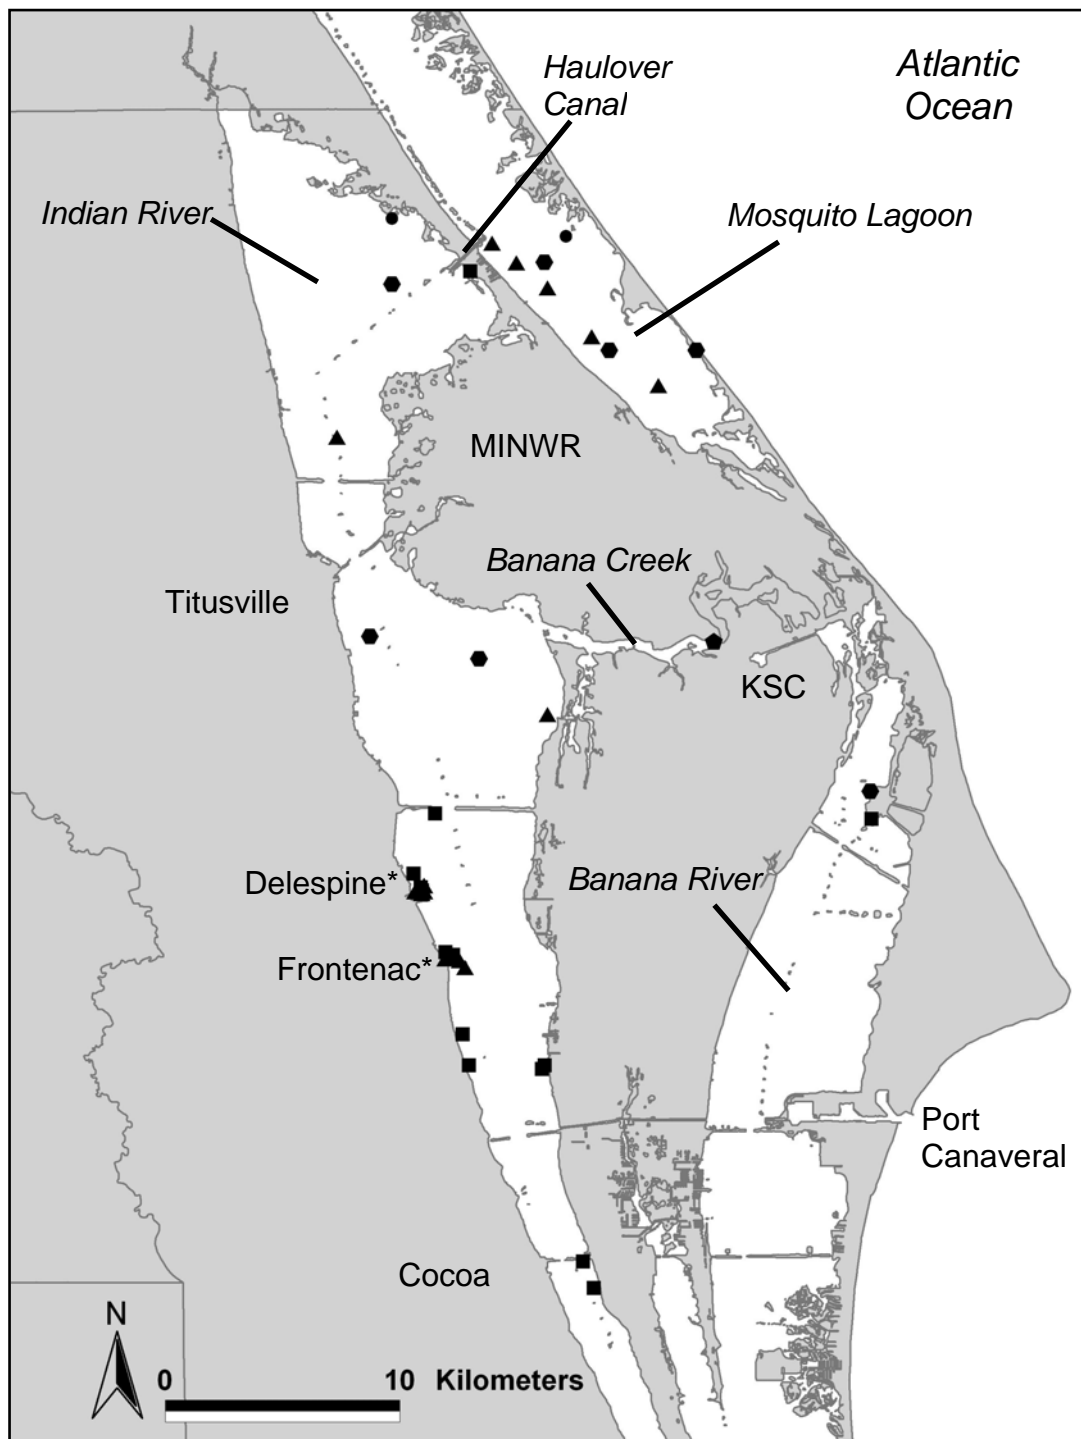 Haulover
Canal
Atlantic
Ocean
Indian River
Mosquito Lagoon
MINWR
Banana Creek
Titusville
KSC
Delespine*
Banana River
Frontenac*
Port
Canaveral
Cocoa
N
0 10 Kilometers